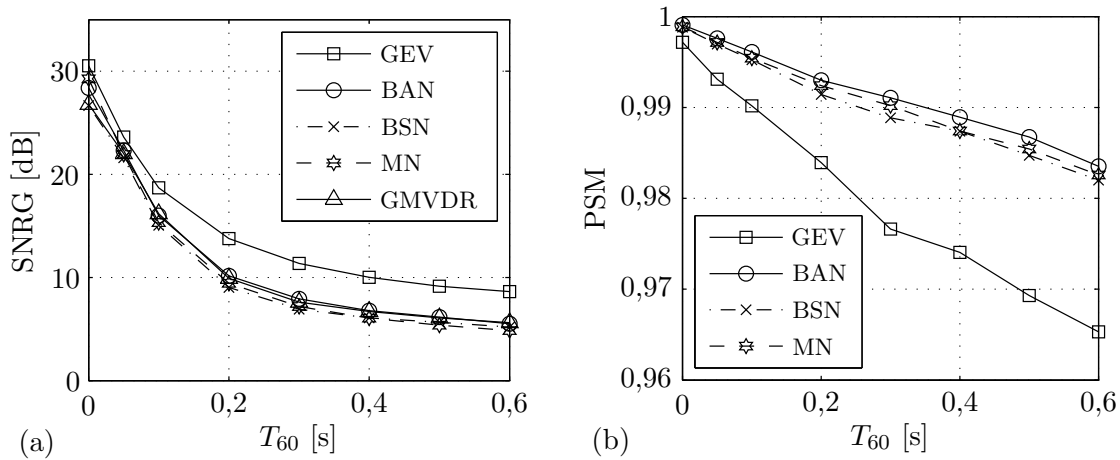 SNRG [dB]
30
20
10
0
GEV
BAN
BSN
MN
GMVDR
0
0,2
0,4
0,6
T60 [s]
(a)
PSM
1
0,99
0,98
0,97
0,96
GEV
BAN
BSN
MN
0
0,2
0,4
0,6
T60 [s]
(b)